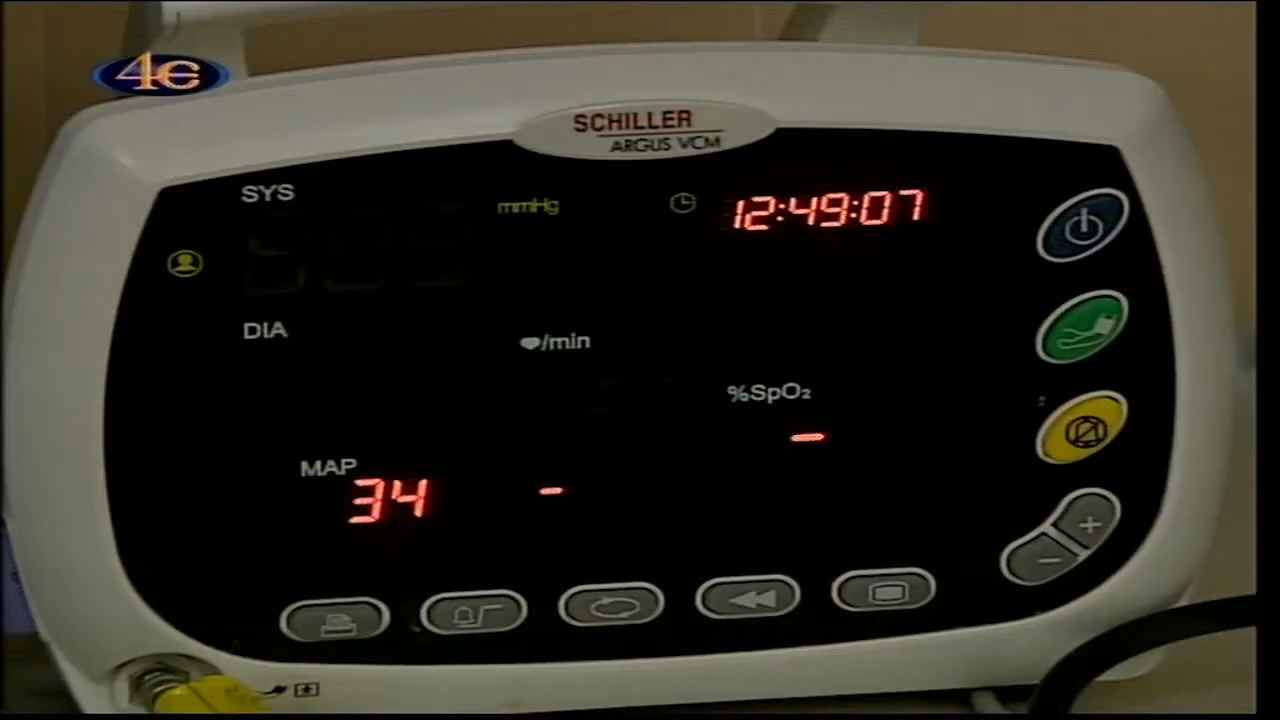 4e
SCHILLER
ARGUS VCM
SYS
mmHg
12:49:07
DIA
/min
%SpO₂
-
MAP
34
-
+
-